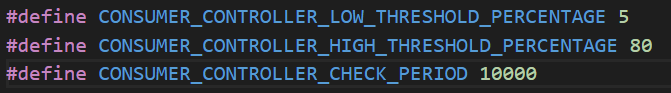 #define CONSUMER_CONTROLLER_LOW_THRESHOLD_PERCENTAGE 5
#define CONSUMER_CONTROLLER_HIGH_THRESHOLD_PERCENTAGE 80
#define CONSUMER_CONTROLLER_CHECK_PERIOD 10000